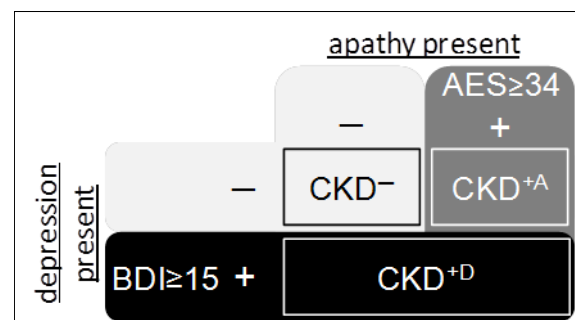 apathy present
AES≥34
– +
depression
present
– CKD⁻ CKD⁺ᴬ
BDI≥15 + CKD⁺ᴰ